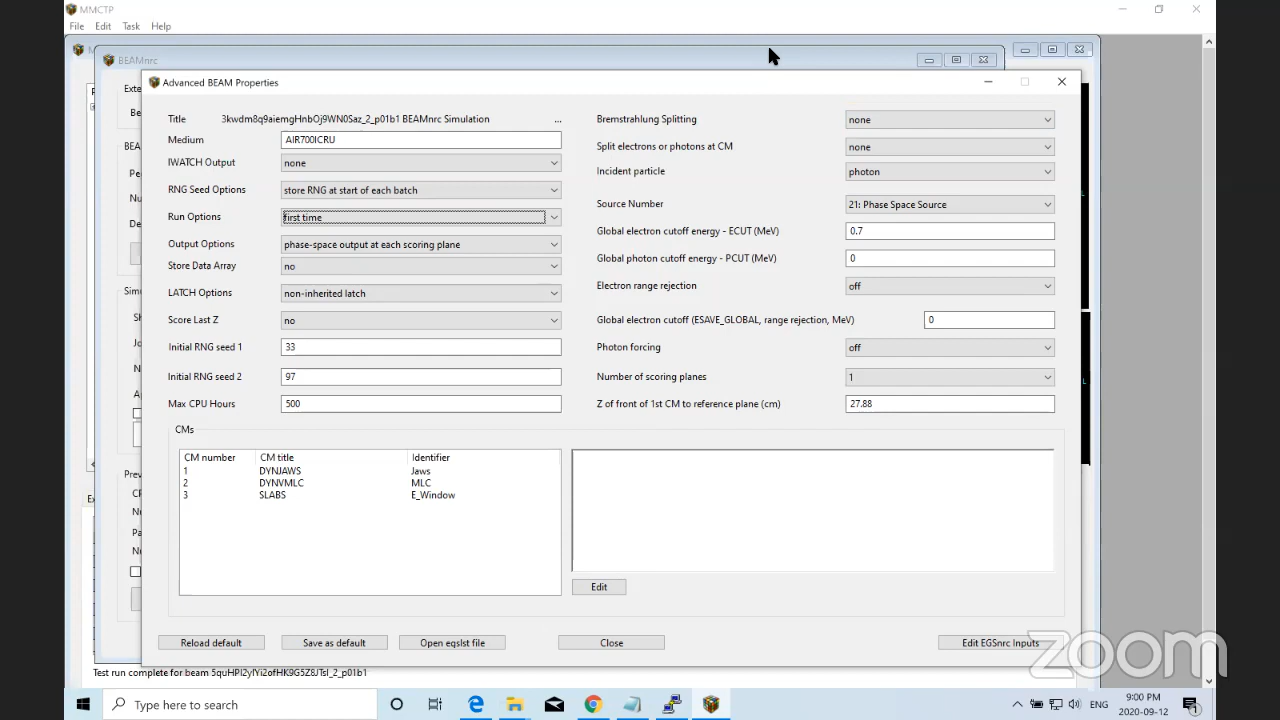 MMCTP
File Edit Task Help
BEAMnrc
Advanced BEAM Properties
Title 3kwdm8q9aiemgHnbOj9WN0Saz_2_p01b1 BEAMnrc Simulation ...
Medium AIR700ICRU
IWATCH Output none
RNG Seed Options store RNG at start of each batch
Run Options first time
Output Options phase-space output at each scoring plane
Store Data Array no
LATCH Options non-inherited latch
Score Last Z no
Initial RNG seed 1 33
Initial RNG seed 2 97
Max CPU Hours 500
Bremstrahlung Splitting none
Split electrons or photons at CM none
Incident particle photon
Source Number 21: Phase Space Source
Global electron cutoff energy - ECUT (MeV) 0.7
Global photon cutoff energy - PCUT (MeV) 0
Electron range rejection off
Global electron cutoff (ESAVE_GLOBAL, range rejection, MeV) 0
Photon forcing off
Number of scoring planes 1
Z of front of 1st CM to reference plane (cm) 27.88
CMs
CM number CM title Identifier
1 DYNJAWS Jaws
2 DYNVMLC MLC
3 SLABS E_Window
Edit
Reload default Save as default Open eqslst file Close Edit EGSnrc Inputs
Test run complete for beam 5quHPI2yIYi2ofHK9G5Z8JTsl_2_p01b1
zoom
Type here to search
ENG
9:00 PM
2020-09-12
1